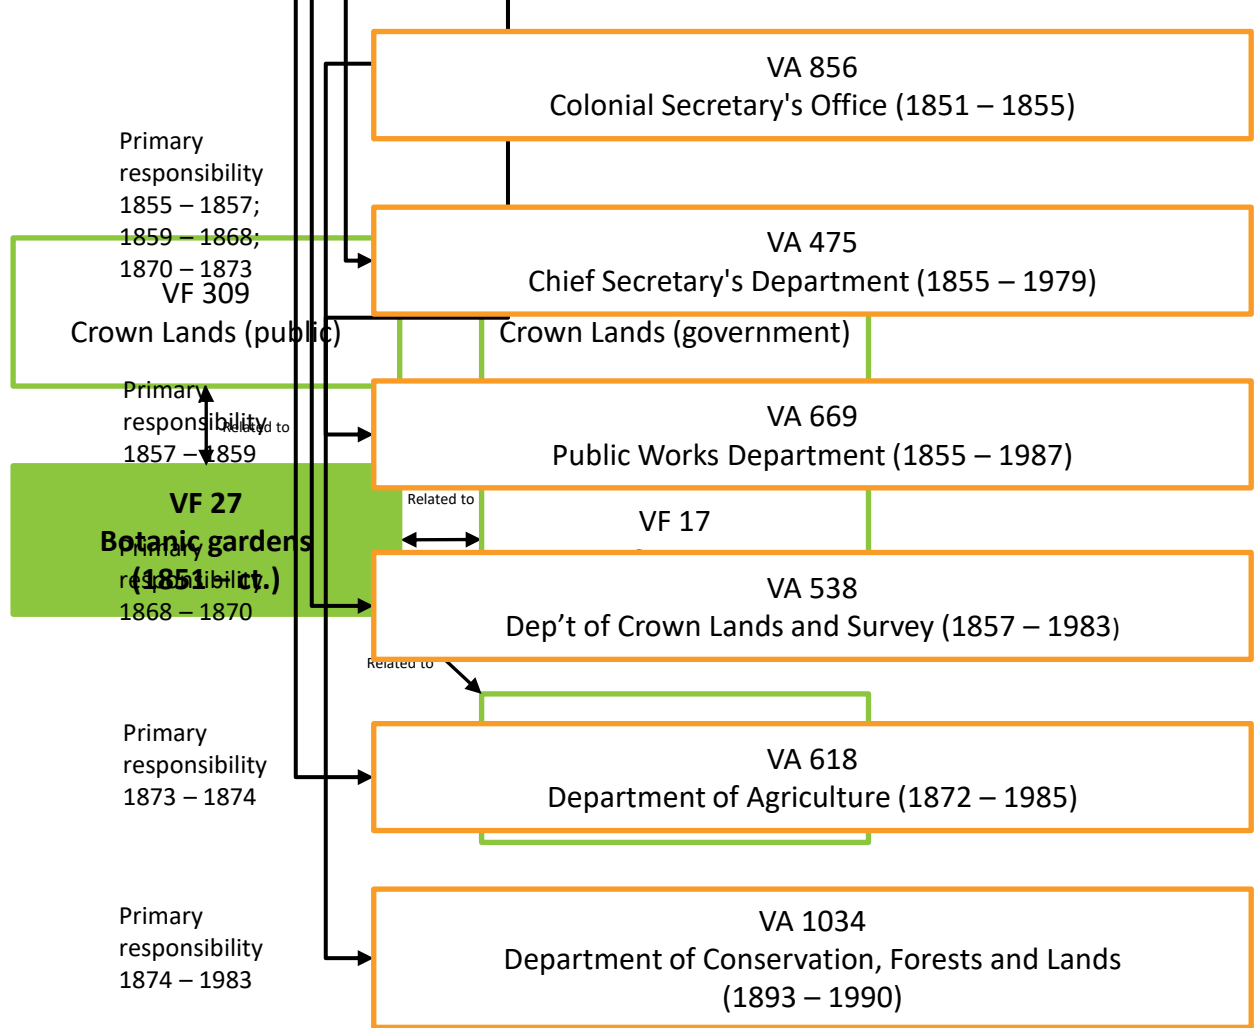 VA 856
Colonial Secretary's Office (1851 – 1855)
Primary
responsibility
1855 – 1857;
1859 – 1868;
1870 – 1873
VA 475
Chief Secretary's Department (1855 – 1979)
VF 309
Crown Lands (public)
Crown Lands (government)
Primary
responsibility
1857 – 1859
Related to
VA 669
Public Works Department (1855 – 1987)
VF 27
Botanic gardens
(1851 – ct.)
Related to
VF 17
Primary
responsibility
1868 – 1870
VA 538
Dep’t of Crown Lands and Survey (1857 – 1983)
Related to
Primary
responsibility
1873 – 1874
VA 618
Department of Agriculture (1872 – 1985)
Primary
responsibility
1874 – 1983
VA 1034
Department of Conservation, Forests and Lands
(1893 – 1990)